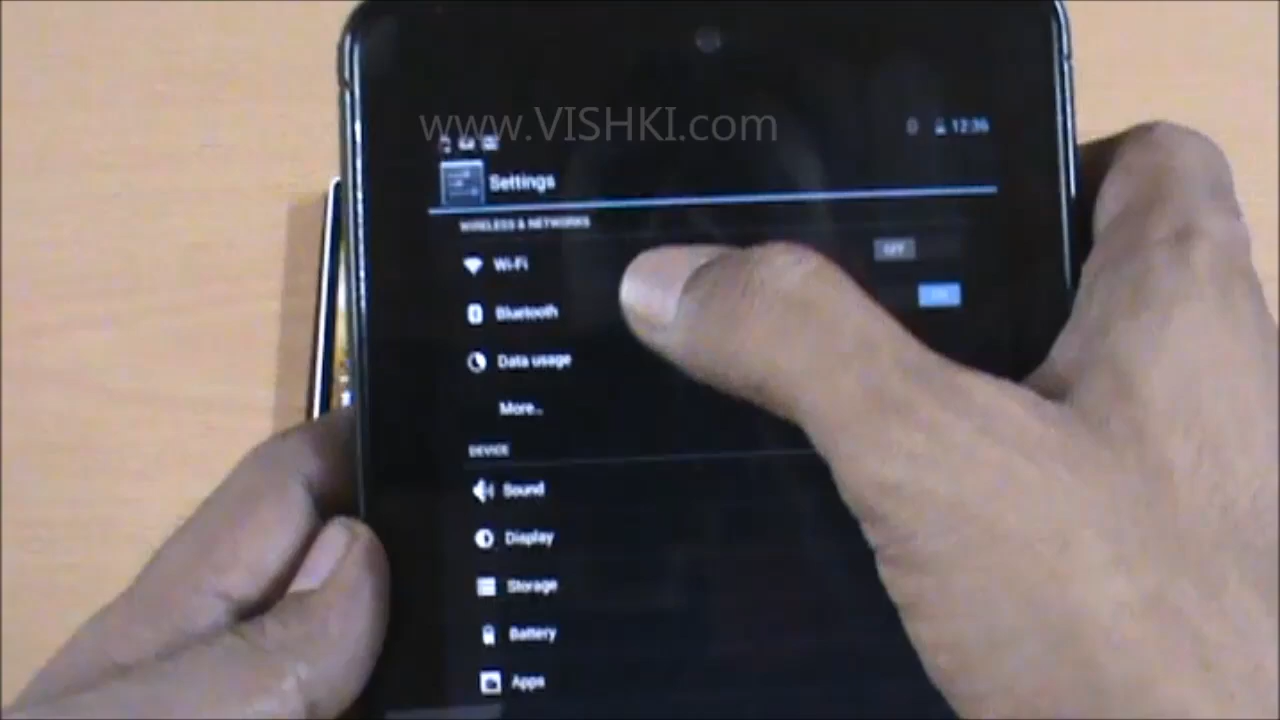 www.VISHKI.com
12:36
Settings
WIRELESS & NETWORKS
Wi-Fi
OFF
Bluetooth
ON
Data usage
More...
DEVICE
Sound
Display
Storage
Battery
Apps